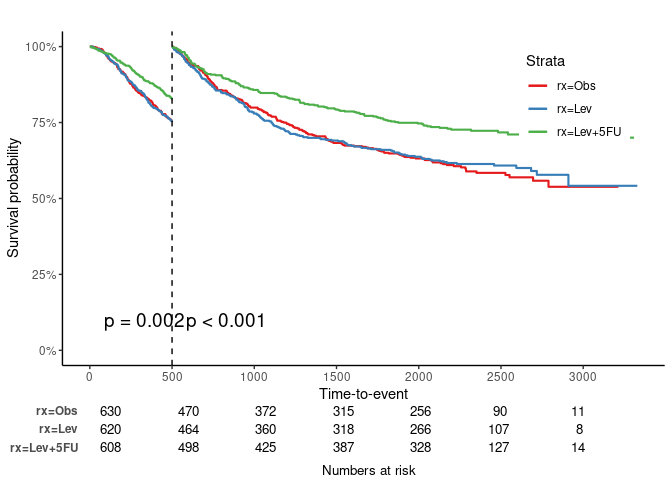 Strata
rx=Obs
rx=Lev
rx=Lev+5FU
Survival probability
100%
75%
50%
25%
0%
p = 0.002p < 0.001
0 500 1000 1500 2000 2500 3000
Time-to-event
rx=Obs 630 470 372 315 256 90 11
rx=Lev 620 464 360 318 266 107 8
rx=Lev+5FU 608 498 425 387 328 127 14
Numbers at risk